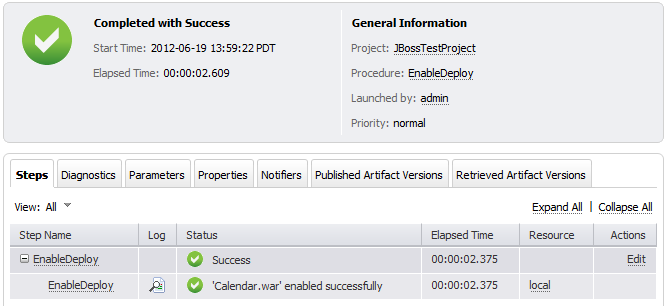 Completed with Success
Start Time: 2012-06-19 13:59:22 PDT
Elapsed Time: 00:00:02.609
General Information
Project: JBossTestProject
Procedure: EnableDeploy
Launched by: admin
Priority: normal
Steps Diagnostics Parameters Properties Notifiers Published Artifact Versions Retrieved Artifact Versions
View: All Expand All | Collapse All
Step Name Log Status Elapsed Time Resource Actions
EnableDeploy Success 00:00:02.375 Edit
EnableDeploy 'Calendar.war' enabled successfully 00:00:02.375 local